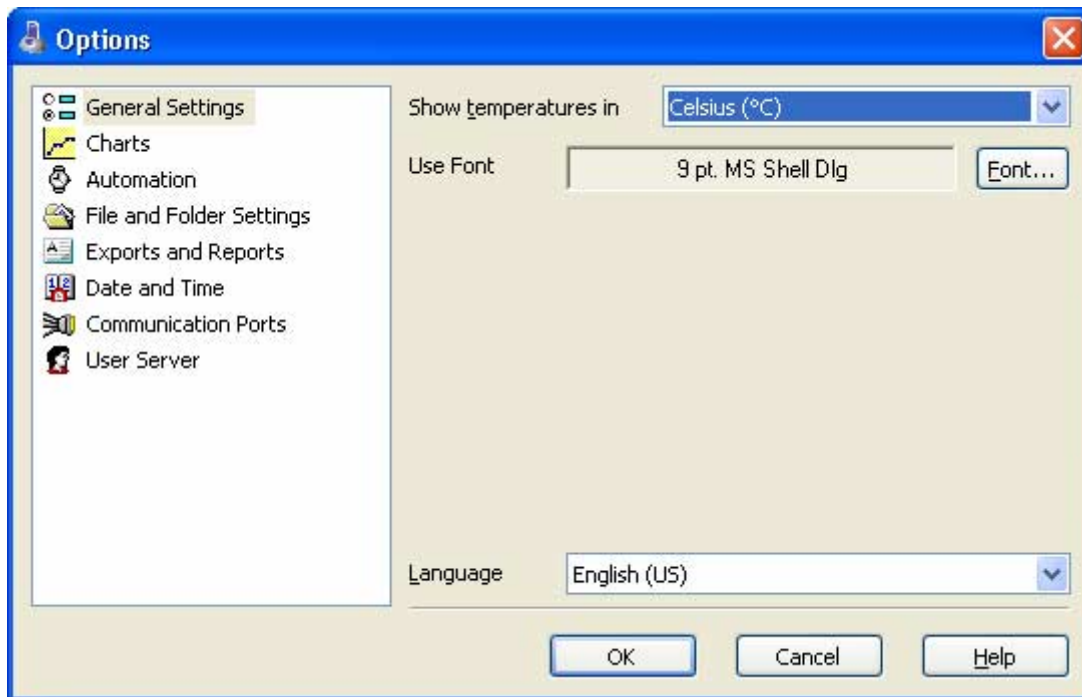 Options
General Settings
Charts
Automation
File and Folder Settings
Exports and Reports
Date and Time
Communication Ports
User Server
Show temperatures in Celsius (°C)
Use Font 9 pt. MS Shell Dlg Font...
Language English (US)
OK Cancel Help